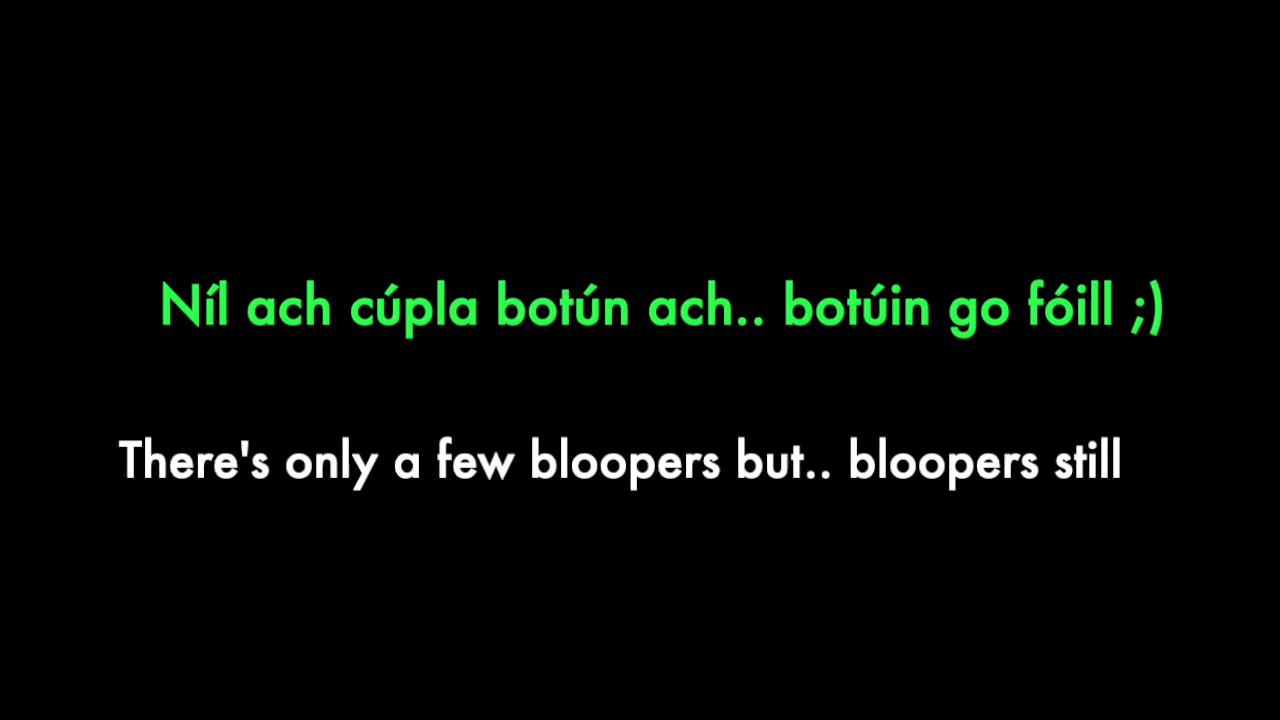 Níl ach cúpla botún ach.. botúin go fóill ;)
There's only a few bloopers but.. bloopers still